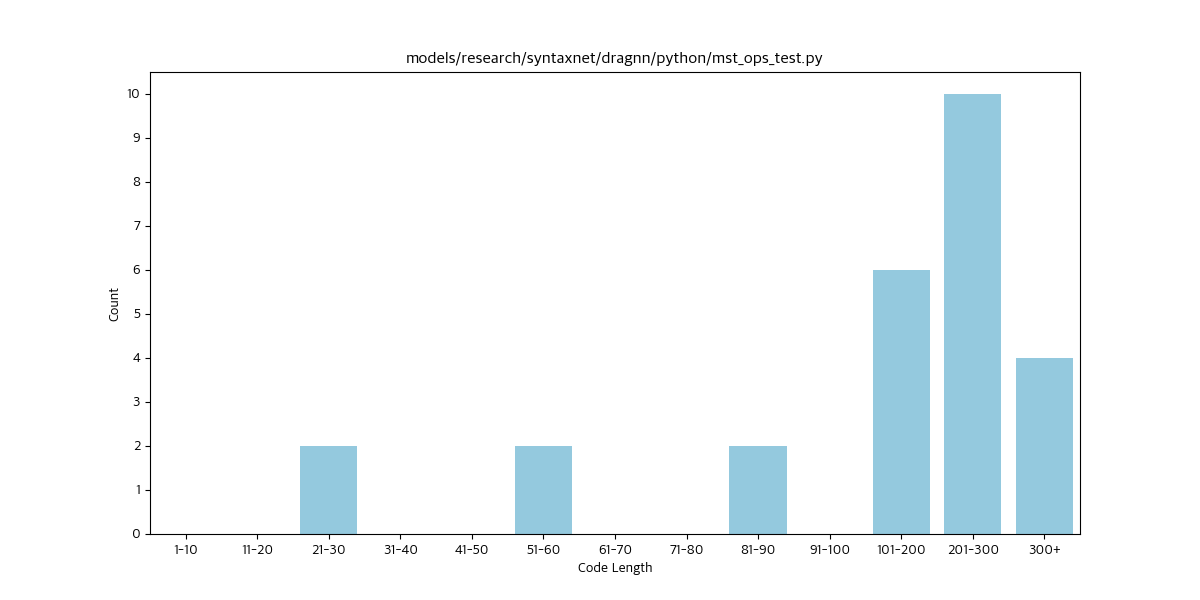 models/research/syntaxnet/dragnn/python/mst_ops_test.py
10
9
8
7
6
5
4
3
2
1
0
Count
1-10 11-20 21-30 31-40 41-50 51-60 61-70 71-80 81-90 91-100 101-200 201-300 300+
Code Length